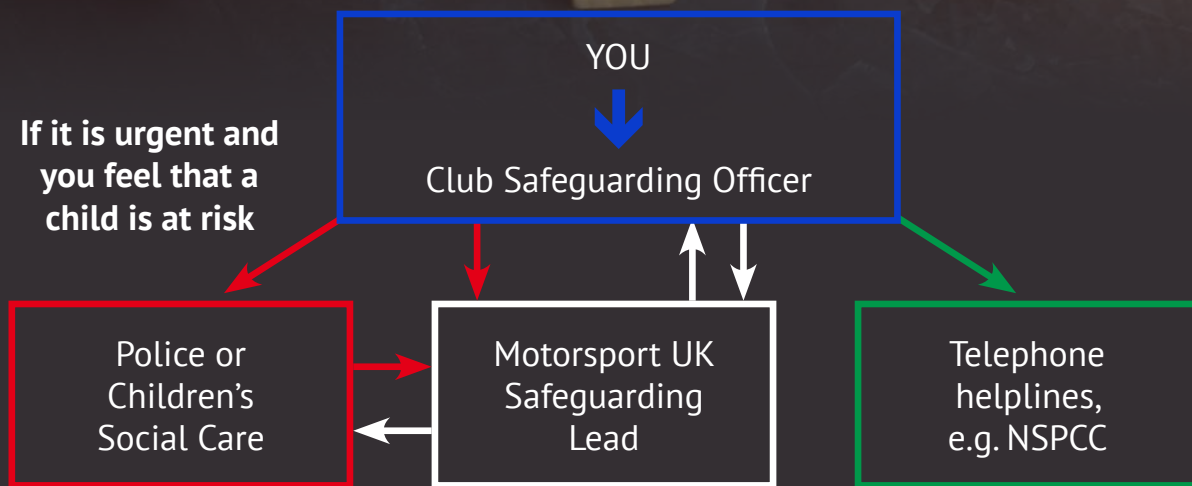 YOU
Club Safeguarding Officer
If it is urgent and
you feel that a
child is at risk
Police or
Children’s
Social Care
Motorsport UK
Safeguarding
Lead
Telephone
helplines,
e.g. NSPCC